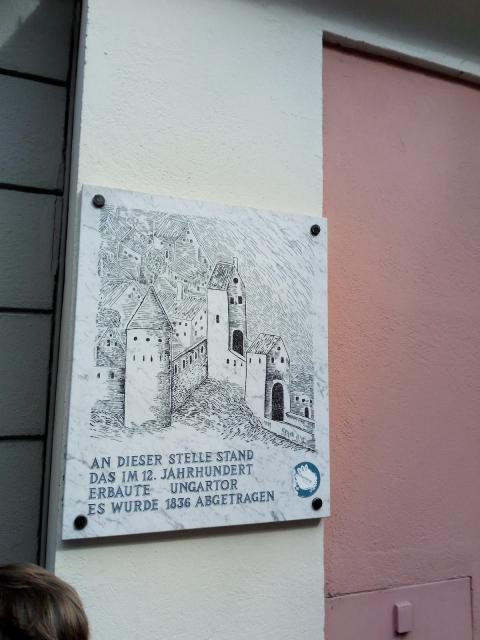 AN DIESER STELLE STAND
DAS IM 12. JAHRHUNDERT
ERBAUTE UNGARTOR
ES WURDE 1836 ABGETRAGEN